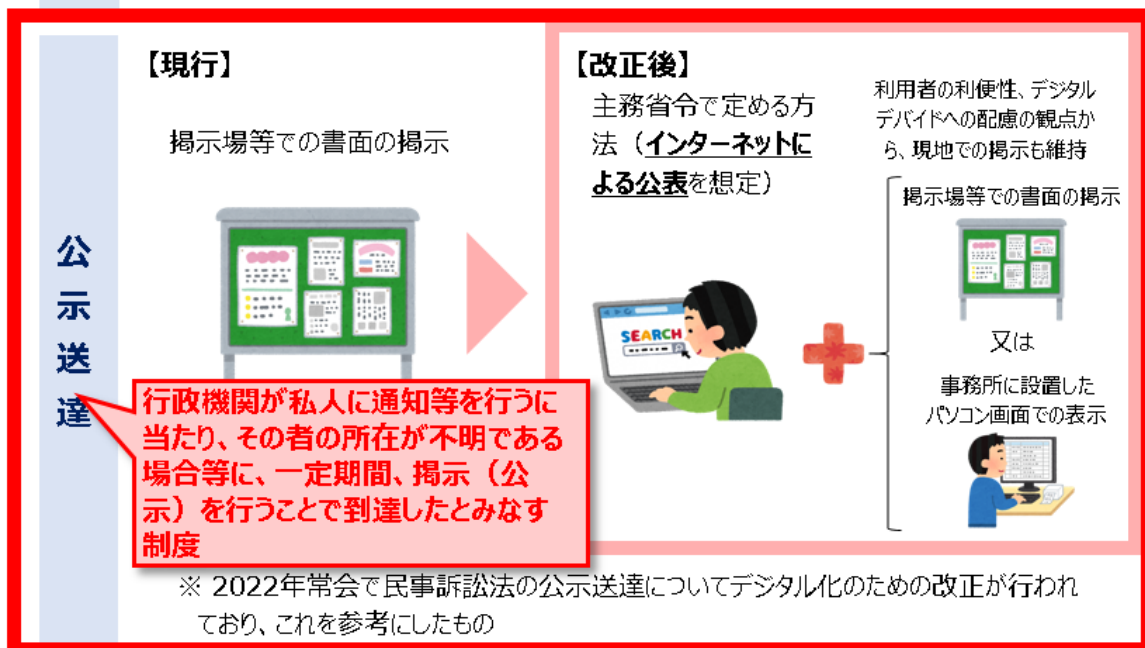 公
示
送
達
【現行】
掲示場等での書面の掲示
行政機関が私人に通知等を行うに
当たり、その者の所在が不明である
場合等に、一定期間、掲示（公
示）を行うことで到達したとみなす
制度
【改正後】
主務省令で定める方
法（インターネットに
よる公表を想定）
SEARCH
利用者の利便性、デジタル
デバイドへの配慮の観点か
ら、現地での掲示も維持
掲示場等での書面の掲示
又は
事務所に設置した
パソコン画面での表示
※ 2022年常会で民事訴訟法の公示送達についてデジタル化のための改正が行われ
ており、これを参考にしたもの